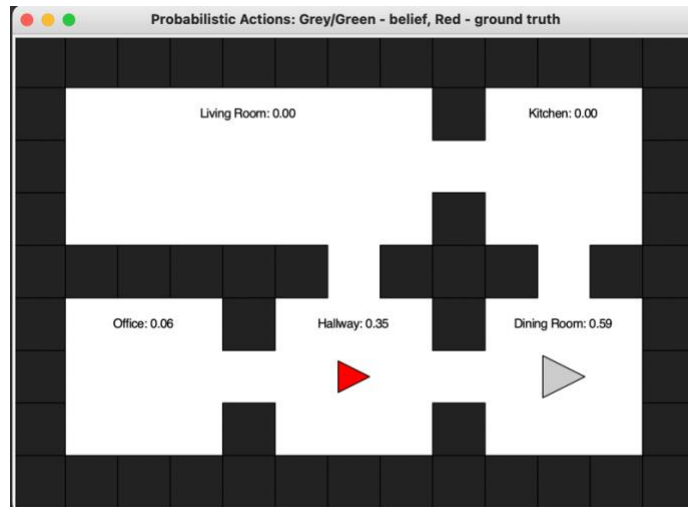 Probabilistic Actions: Grey/Green - belief, Red - ground truth
Living Room: 0.00
Kitchen: 0.00
Office: 0.06
Hallway: 0.35
Dining Room: 0.59